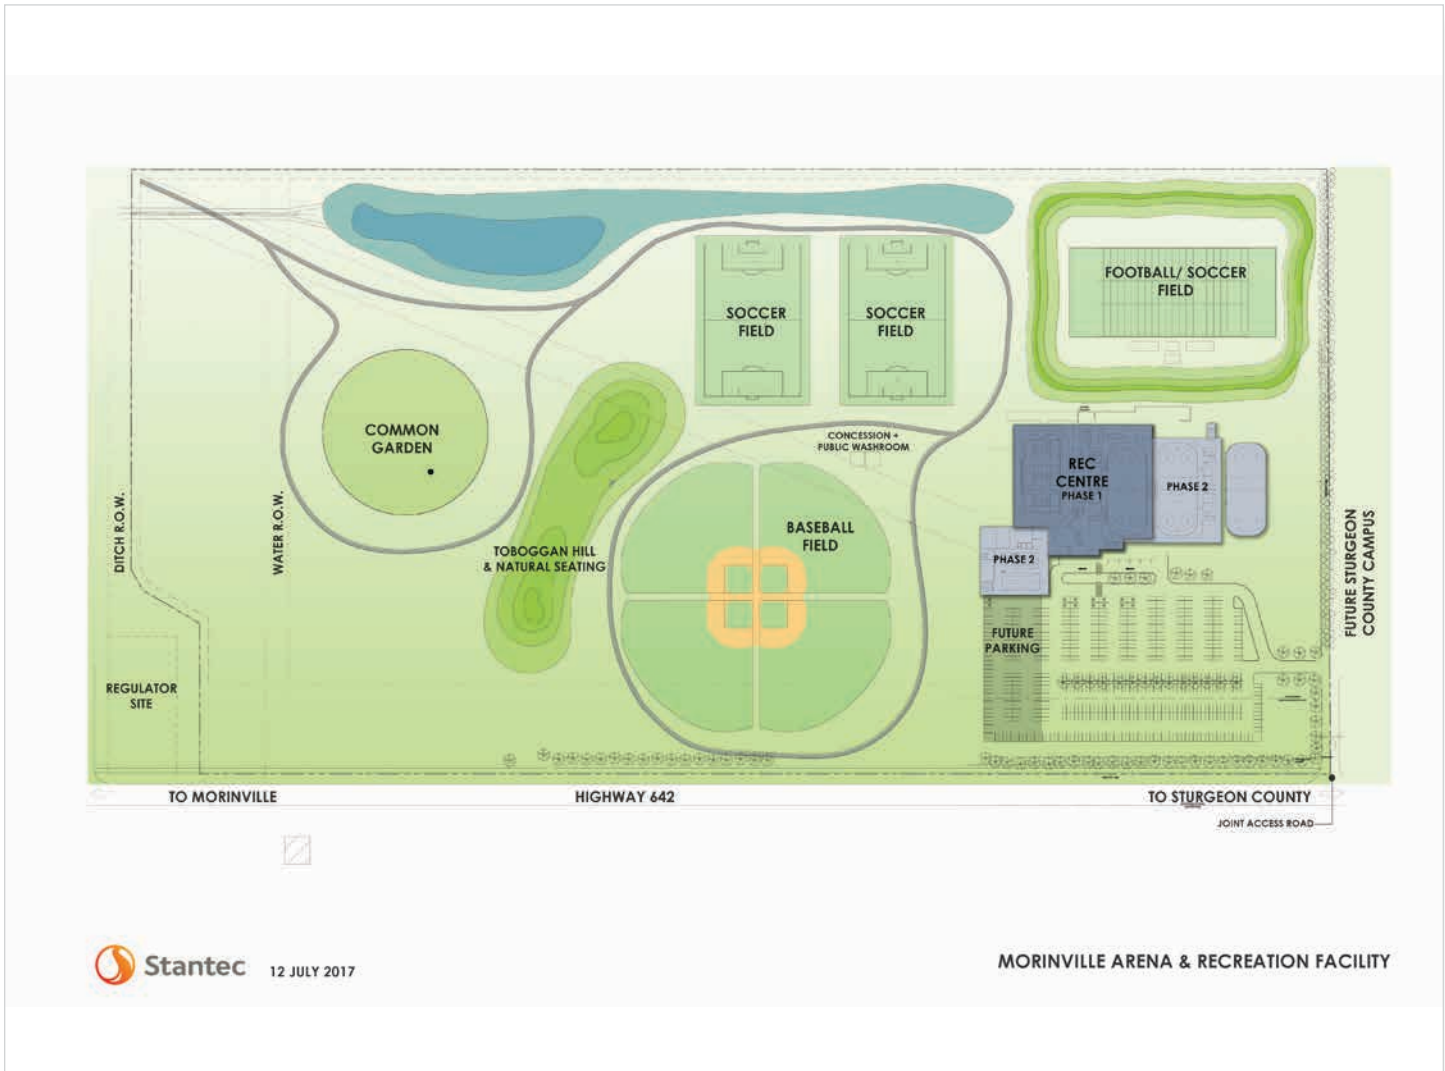 FOOTBALL/ SOCCER
FIELD
SOCCER
FIELD
SOCCER
FIELD
COMMON
GARDEN
CONCESSION +
PUBLIC WASHROOM
REC
CENTRE
PHASE 1
PHASE 2
BASEBALL
FIELD
TOBOGGAN HILL
& NATURAL SEATING
PHASE 2
DITCH R.O.W.
WATER R.O.W.
FUTURE STURGEON
COUNTY CAMPUS
FUTURE
PARKING
REGULATOR
SITE
TO MORINVILLE
HIGHWAY 642
TO STURGEON COUNTY
JOINT ACCESS ROAD
Stantec
12 JULY 2017
MORINVILLE ARENA & RECREATION FACILITY